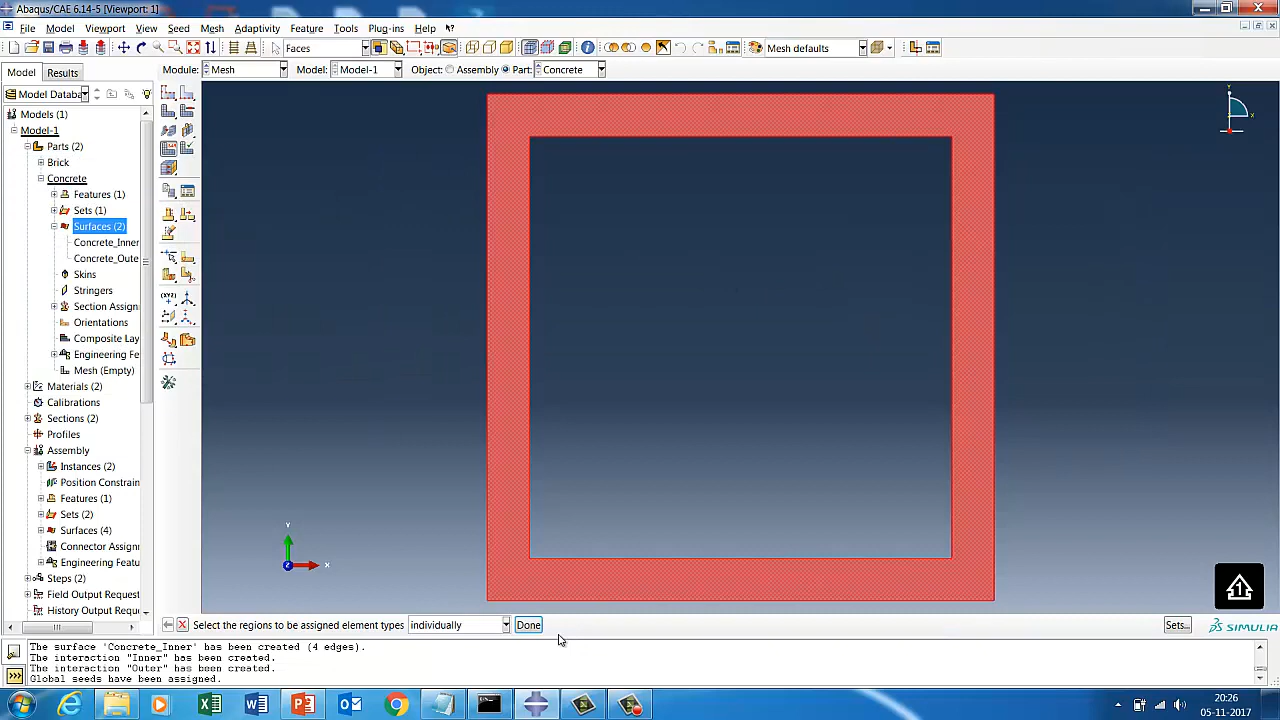 Abaqus/CAE 6.14-5 [Viewport: 1]
File Model Viewport View Seed Mesh Adaptivity Feature Tools Plug-ins Help
Faces
Mesh defaults
Model Results
Module: Mesh Model: Model-1 Object: Assembly Part: Concrete
Model Databa
Models (1)
Model-1
Parts (2)
Brick
Concrete
Features (1)
Sets (1)
Surfaces (2)
Concrete_Inner
Concrete_Oute
Skins
Stringers
Section Assign
Orientations
Composite Lay
Engineering Fe
Mesh (Empty)
Materials (2)
Calibrations
Sections (2)
Profiles
Assembly
Instances (2)
Position Constrain
Features (1)
Sets (2)
Surfaces (4)
Connector Assignr
Engineering Featu
Steps (2)
Field Output Reque
History Output Reque
Y
X
Y
X
Z
1
Select the regions to be assigned element types individually Done Sets...
SIMULIA
The surface 'Concrete_Inner' has been created (4 edges).
The interaction "Inner" has been created.
The interaction "Outer" has been created.
Global seeds have been assigned.
20:26
05-11-2017